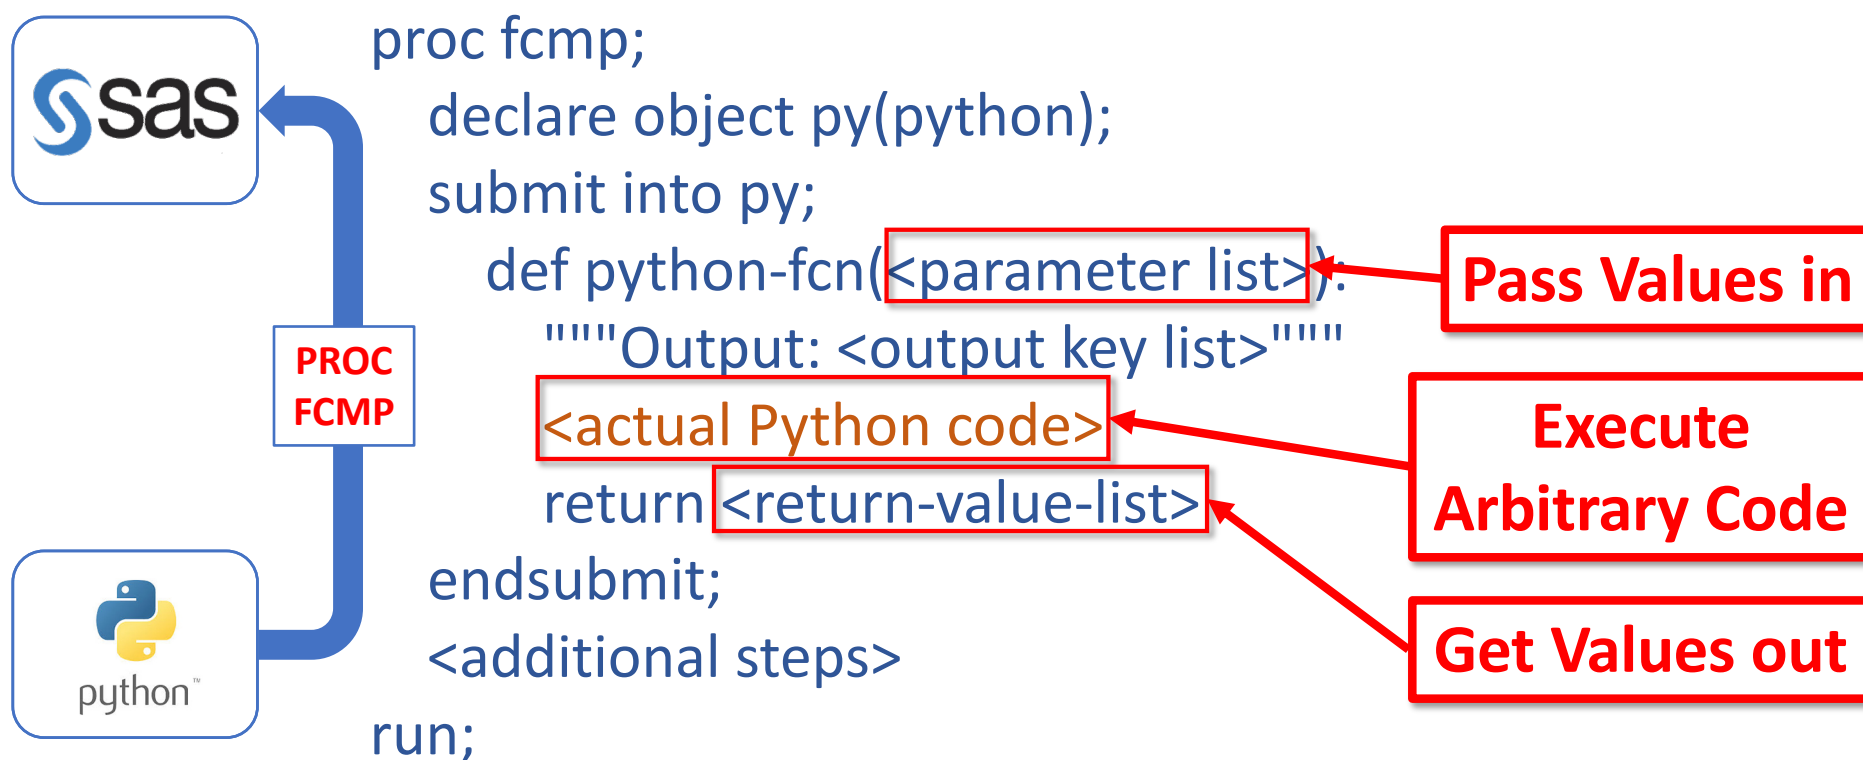 sas
proc fcmp;
declare object py(python);
submit into py;
def python-fcn(<parameter list>):
"""Output: <output key list>"""
<actual Python code>
return <return-value-list>
endsubmit;
<additional steps>
run;
PROC
FCMP
python™
Pass Values in
Execute
Arbitrary Code
Get Values out